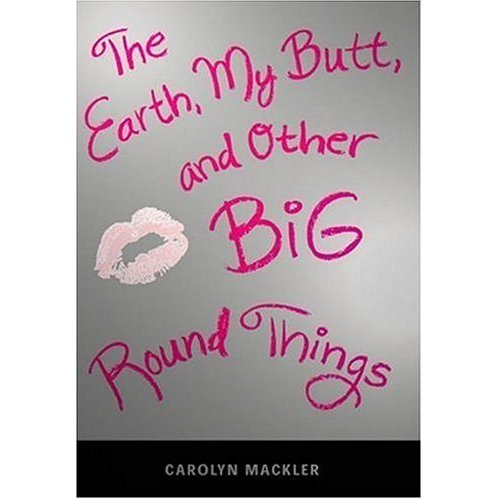 The
Earth, My Butt,
and Other
BiG
Round Things
CAROLYN MACKLER